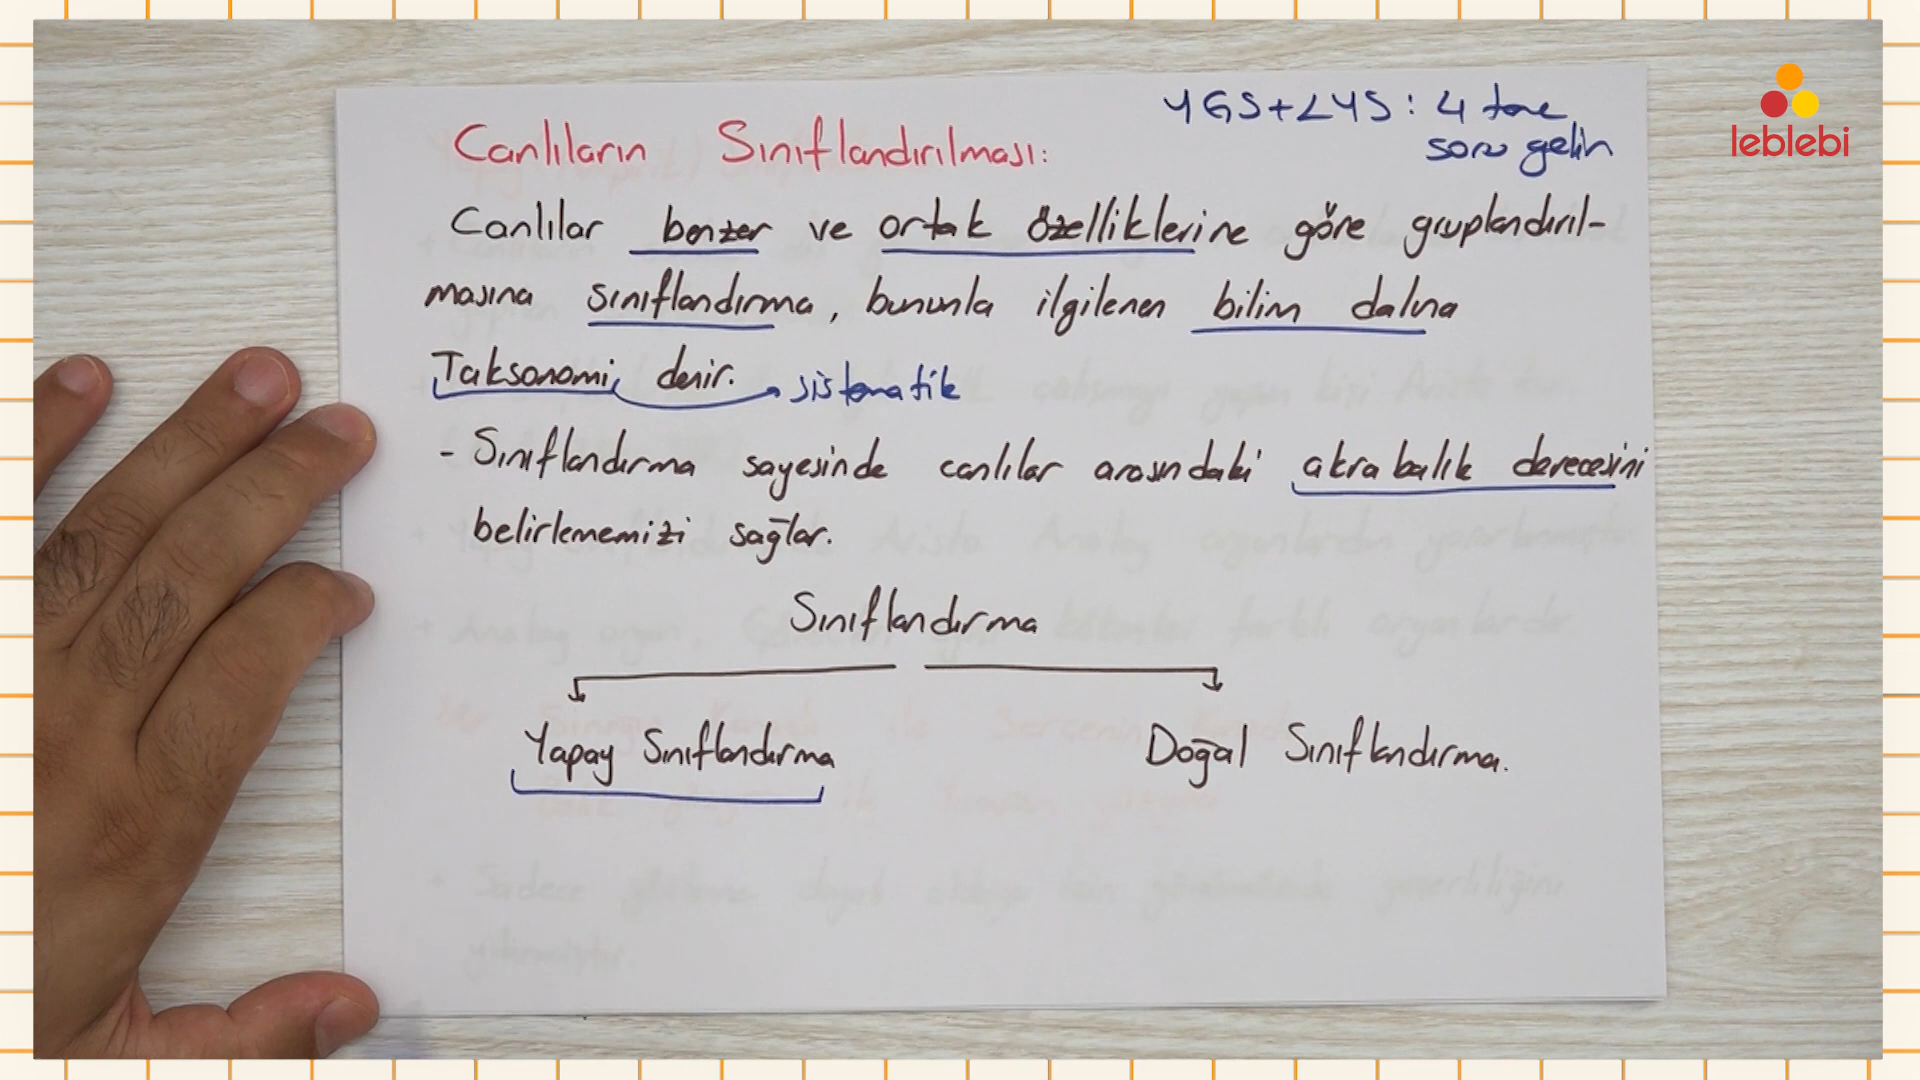 YGS+LYS: 4 tane
soru gelir
leblebi
Canlıların Sınıflandırılması:
Canlılar benzer ve ortak özelliklerine göre gruplandırıl-
masına sınıflandırma, bununla ilgilenen bilim dalına
Taksonomi denir. sistematik
- Sınıflandırma sayesinde canlılar arasındaki akrabalık derecesini
belirlememizi sağlar.
Sınıflandırma
Yapay Sınıflandırma Doğal Sınıflandırma.